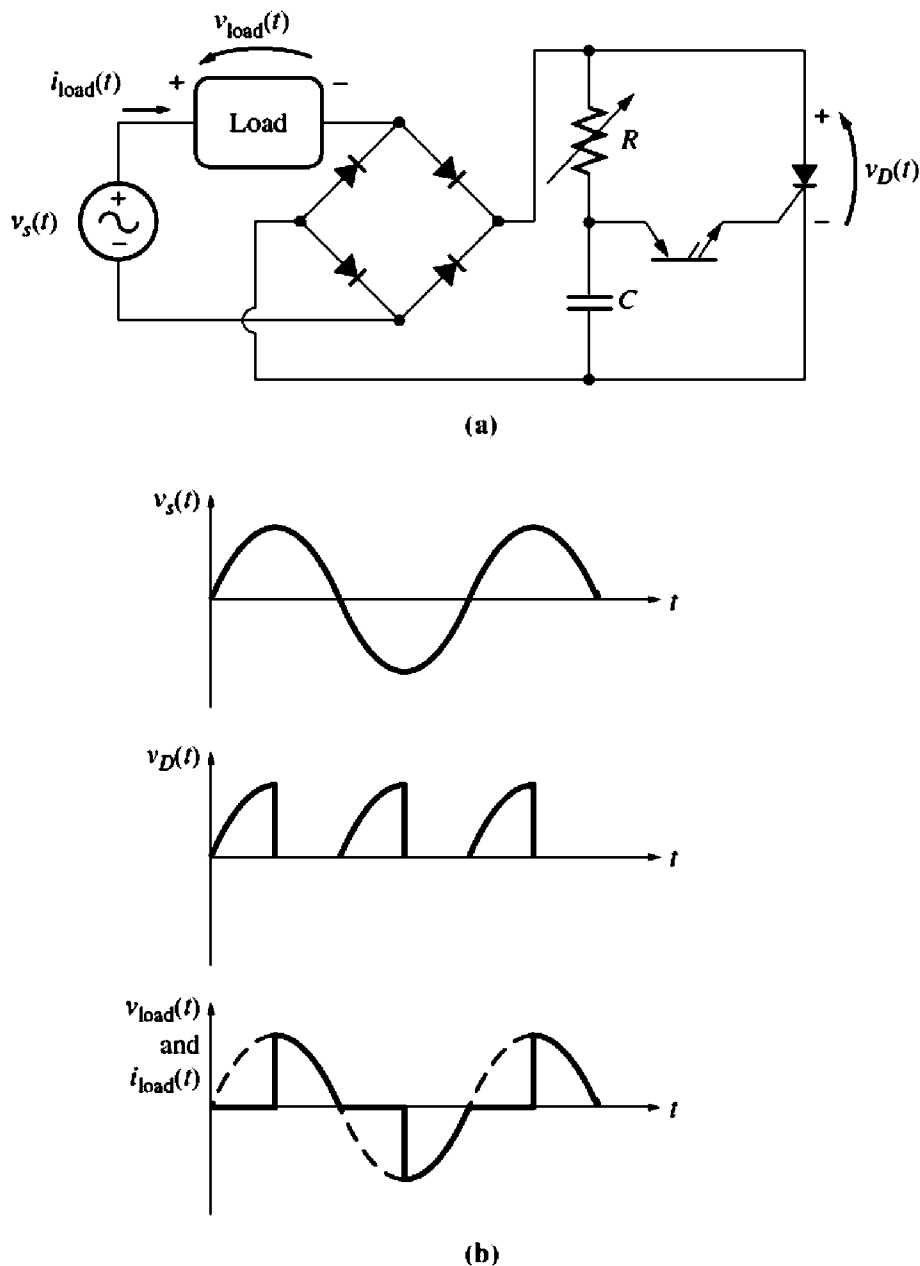 v_load(t)
i_load(t)
+ −
Load
+
v_s(t)
−
R
+
v_D(t)
−
C
(a)
v_s(t)
t
v_D(t)
t
v_load(t)
and
i_load(t)
t
(b)